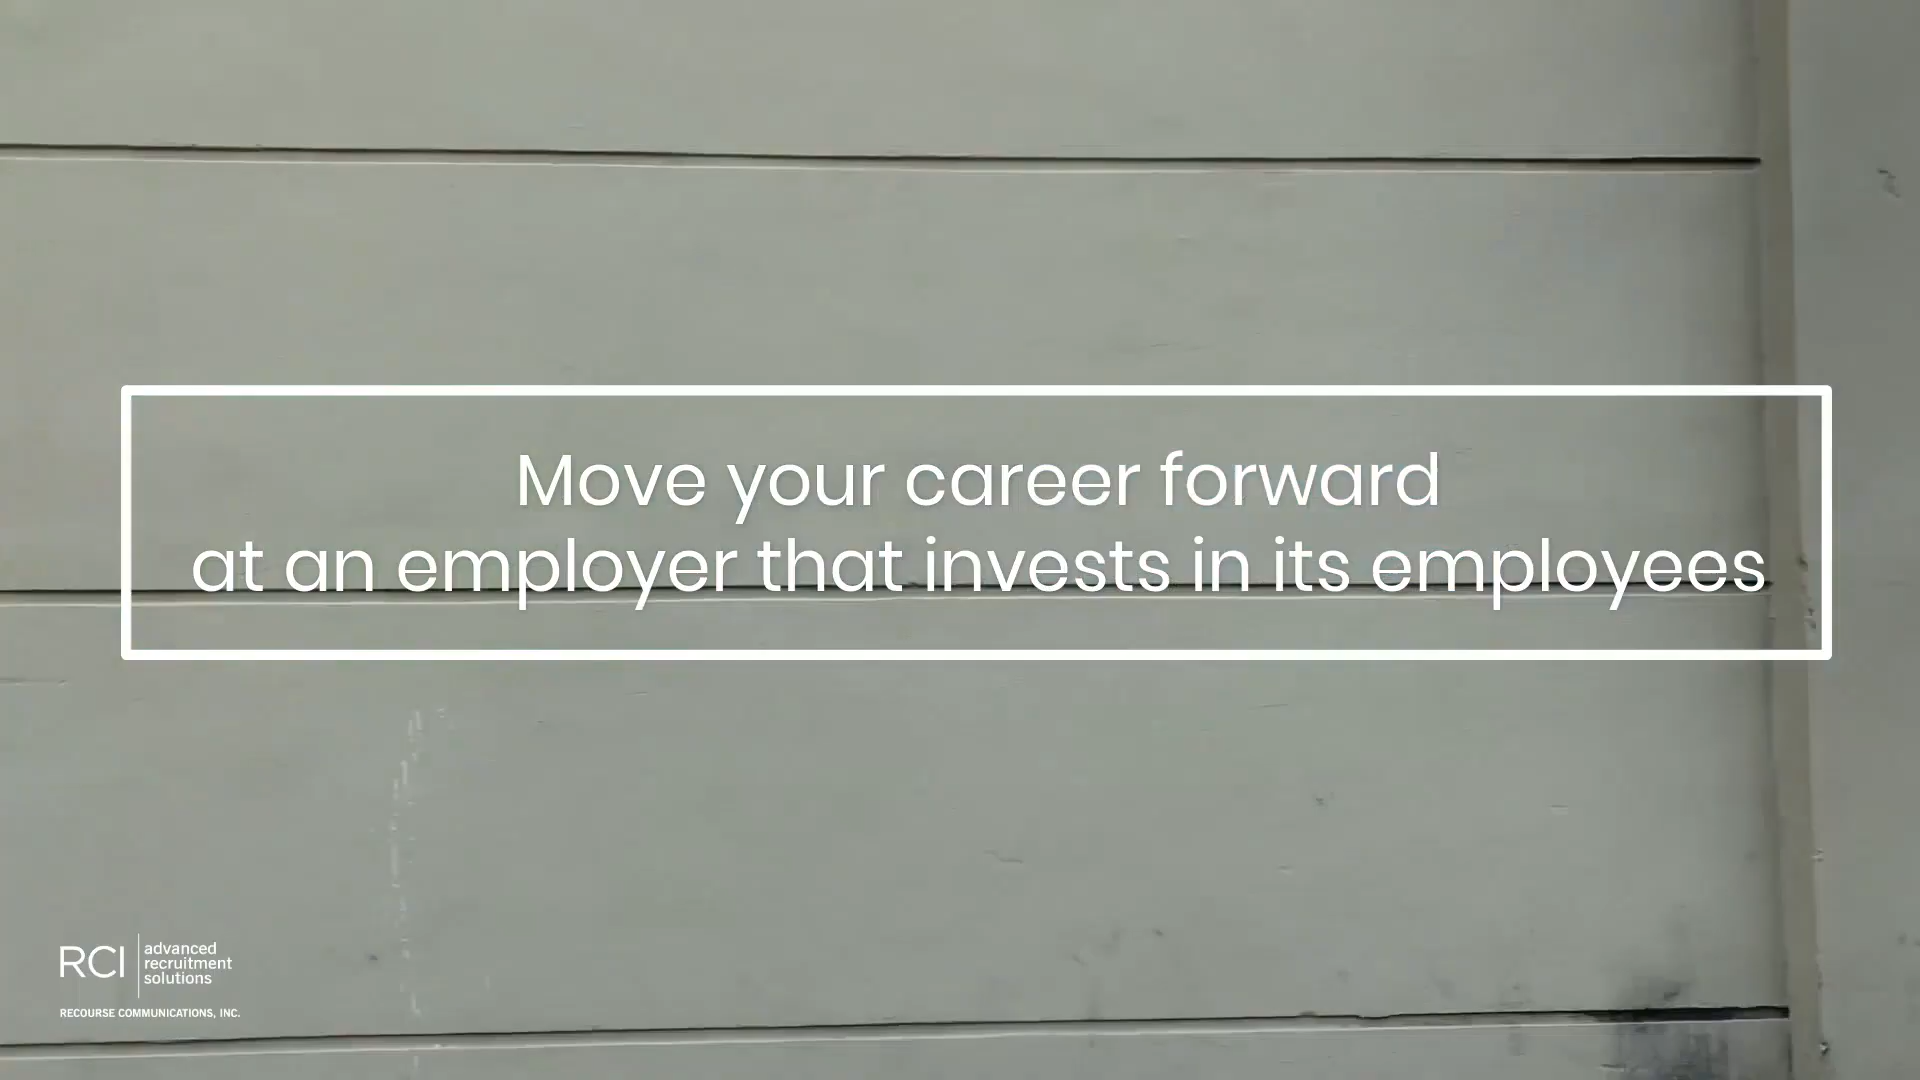 Move your career forward
at an employer that invests in its employees
RCI
advanced
recruitment
solutions
RECOURSE COMMUNICATIONS, INC.